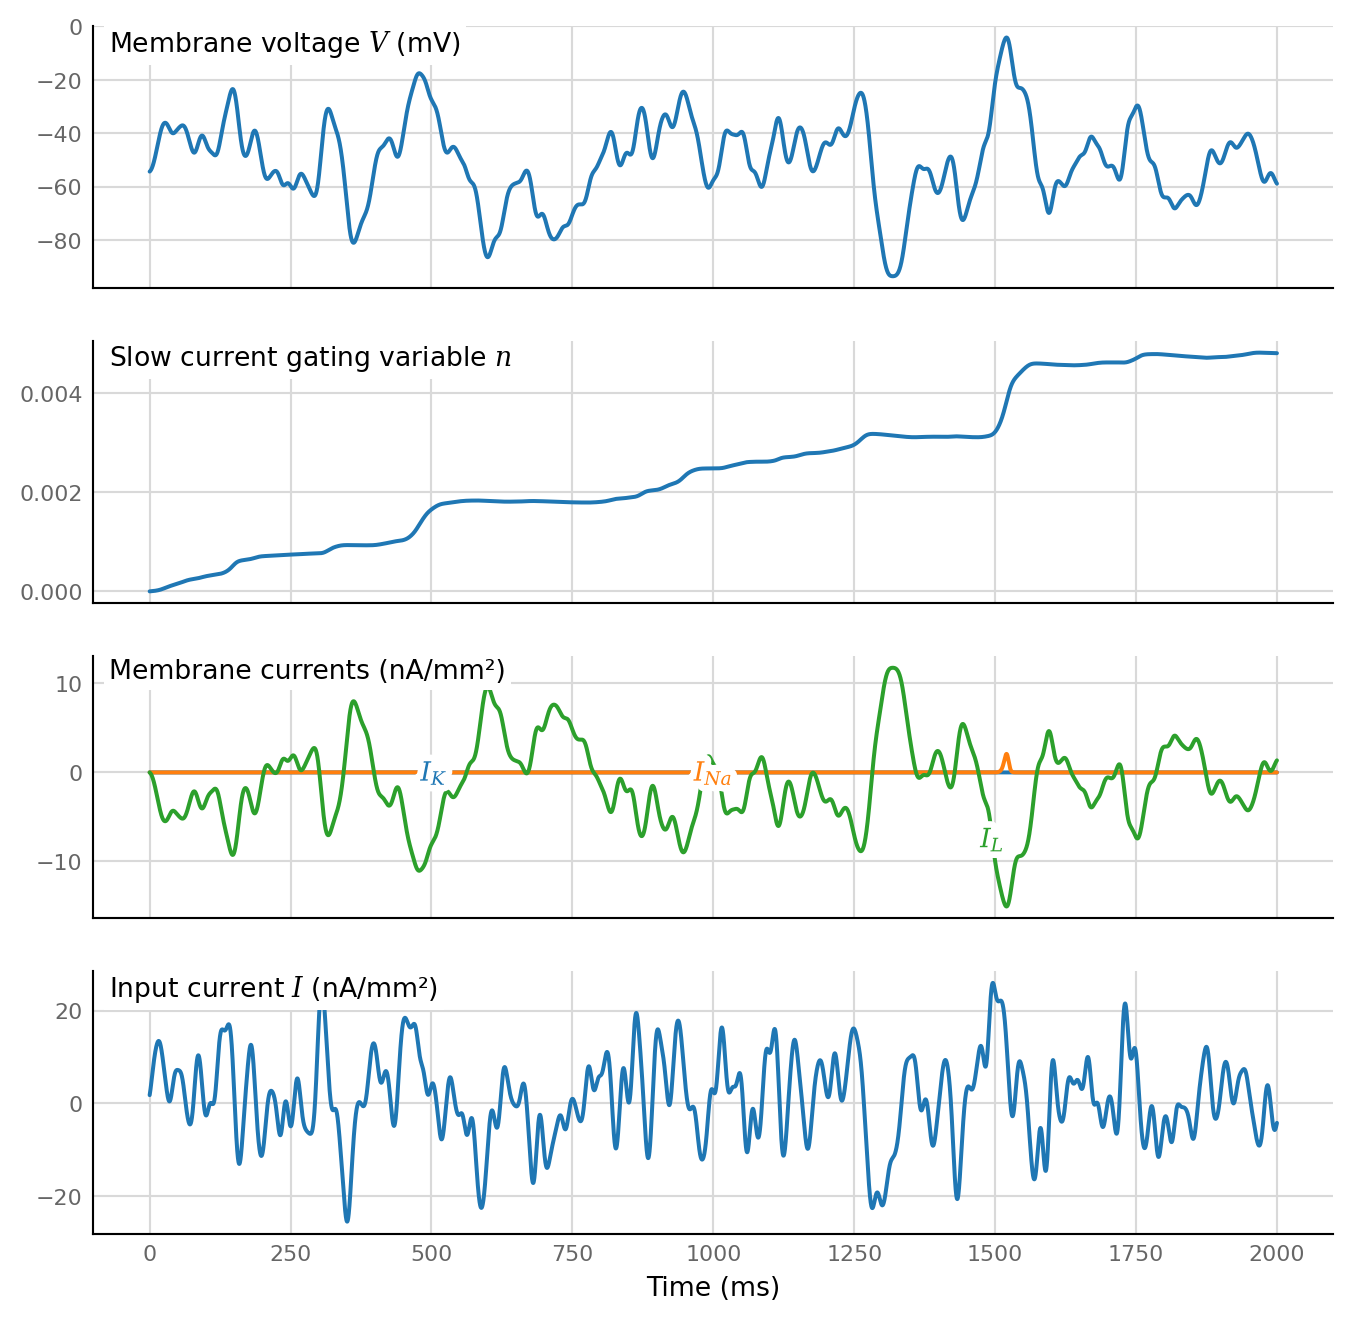 Membrane voltage V (mV)
0
−20
−40
−60
−80
Slow current gating variable n
0.004
0.002
0.000
Membrane currents (nA/mm²)
10
0
−10
I_K
I_Na
I_L
Input current I (nA/mm²)
20
0
−20
0 250 500 750 1000 1250 1500 1750 2000
Time (ms)